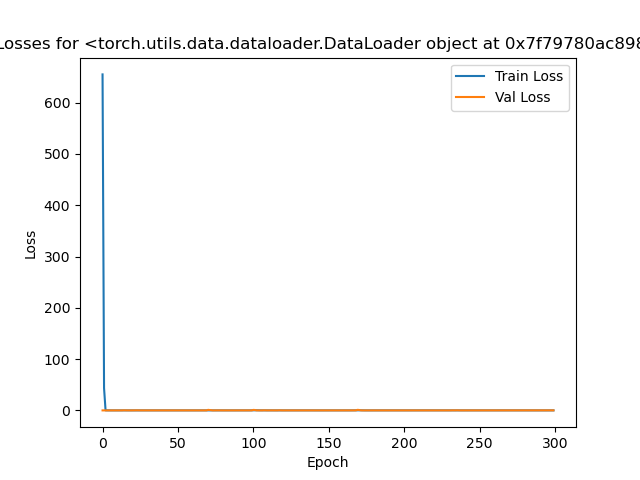 Losses for <torch.utils.data.dataloader.DataLoader object at 0x7f79780ac898
Train Loss
Val Loss
600
500
400
300
200
100
0
Loss
0 50 100 150 200 250 300
Epoch